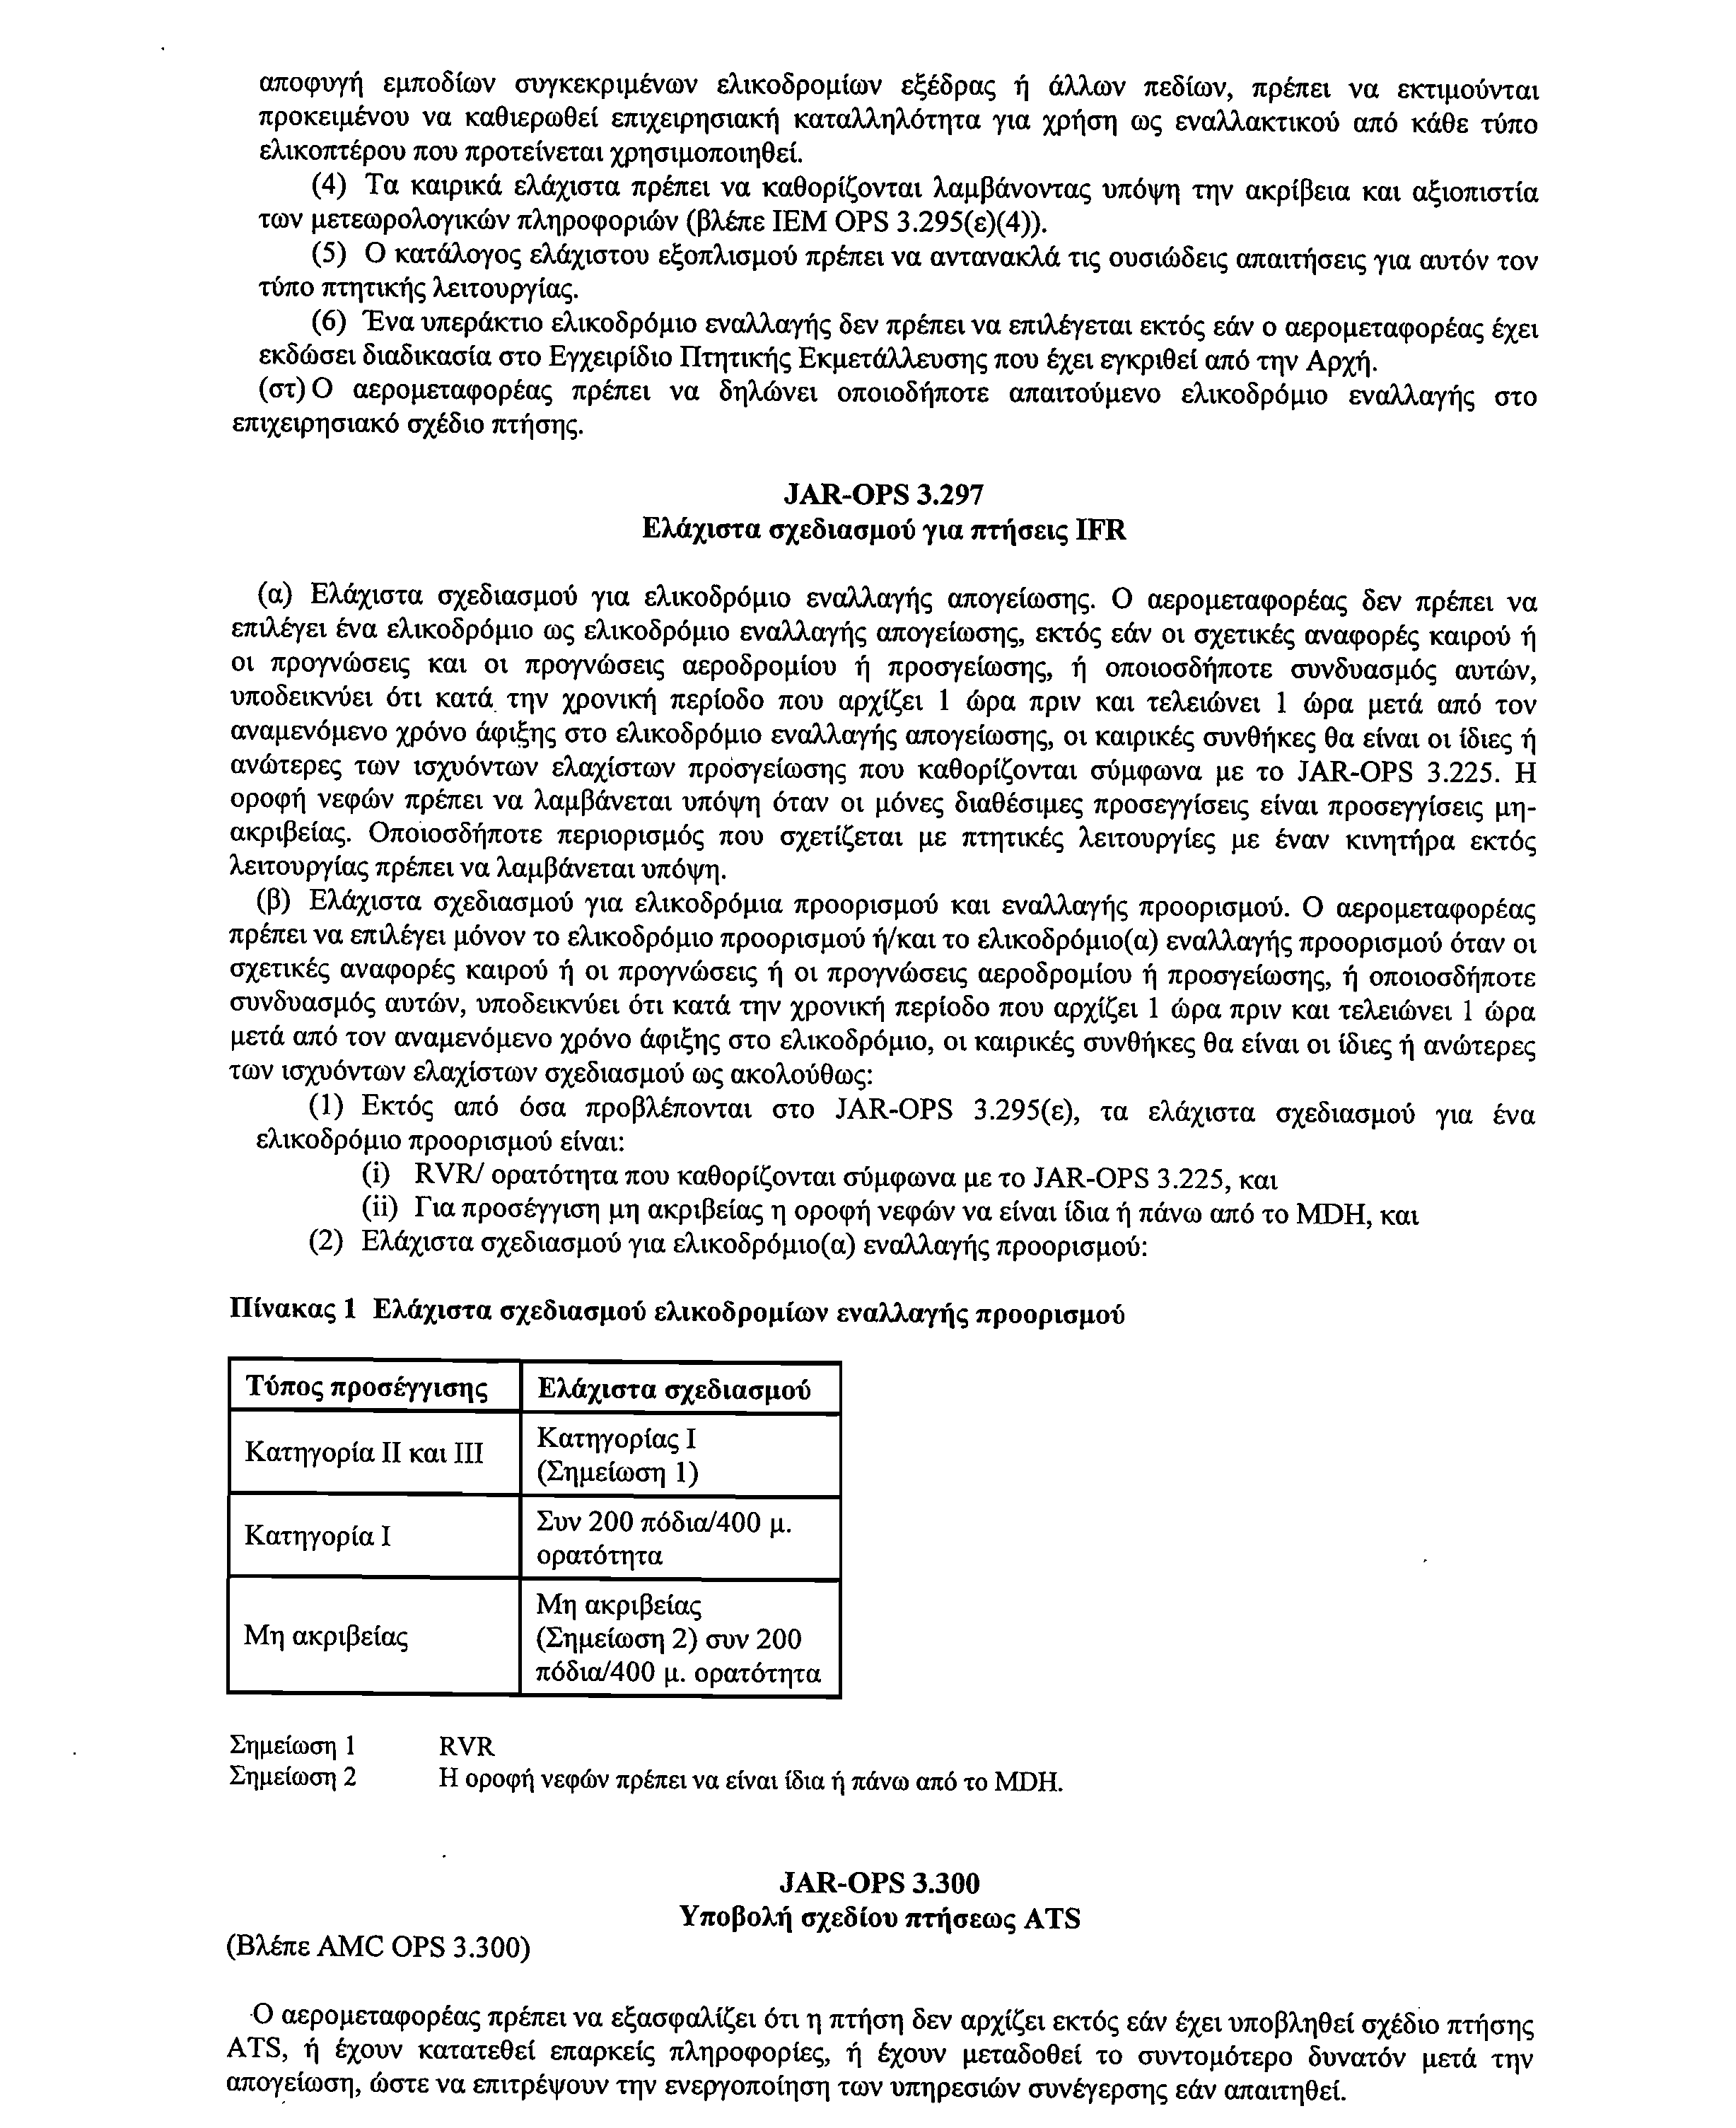 αποφυγή εμποδίων συγκεκριμένων ελικοδρομίων εξέδρας ή άλλων πεδίων, πρέπει να εκτιμούνται
προκειμένου να καθιερωθεί επιχειρησιακή καταλληλότητα για χρήση ως εναλλακτικού από κάθε τύπο
ελικοπτέρου που προτείνεται χρησιμοποιηθεί.
(4) Τα καιρικά ελάχιστα πρέπει να καθορίζονται λαμβάνοντας υπόψη την ακρίβεια και αξιοπιστία
των μετεωρολογικών πληροφοριών (βλέπε IEM OPS 3.295(ε)(4)).
(5) Ο κατάλογος ελάχιστου εξοπλισμού πρέπει να αντανακλά τις ουσιώδεις απαιτήσεις για αυτόν τον
τύπο πτητικής λειτουργίας.
(6) Ένα υπεράκτιο ελικοδρόμιο εναλλαγής δεν πρέπει να επιλέγεται εκτός εάν ο αερομεταφορέας έχει
εκδώσει διαδικασία στο Εγχειρίδιο Πτητικής Εκμετάλλευσης που έχει εγκριθεί από την Αρχή.
(στ) Ο αερομεταφορέας πρέπει να δηλώνει οποιοδήποτε απαιτούμενο ελικοδρόμιο εναλλαγής στο
επιχειρησιακό σχέδιο πτήσης.
JAR-OPS 3.297
Ελάχιστα σχεδιασμού για πτήσεις IFR
(α) Ελάχιστα σχεδιασμού για ελικοδρόμιο εναλλαγής απογείωσης. Ο αερομεταφορέας δεν πρέπει να
επιλέγει ένα ελικοδρόμιο ως ελικοδρόμιο εναλλαγής απογείωσης, εκτός εάν οι σχετικές αναφορές καιρού ή
οι προγνώσεις και οι προγνώσεις αεροδρομίου ή προσγείωσης, ή οποιοσδήποτε συνδυασμός αυτών,
υποδεικνύει ότι κατά την χρονική περίοδο που αρχίζει 1 ώρα πριν και τελειώνει 1 ώρα μετά από τον
αναμενόμενο χρόνο άφιξης στο ελικοδρόμιο εναλλαγής απογείωσης, οι καιρικές συνθήκες θα είναι οι ίδιες ή
ανώτερες των ισχυόντων ελαχίστων προσγείωσης που καθορίζονται σύμφωνα με το JAR-OPS 3.225. Η
οροφή νεφών πρέπει να λαμβάνεται υπόψη όταν οι μόνες διαθέσιμες προσεγγίσεις είναι προσεγγίσεις μη-
ακριβείας. Οποιοσδήποτε περιορισμός που σχετίζεται με πτητικές λειτουργίες με έναν κινητήρα εκτός
λειτουργίας πρέπει να λαμβάνεται υπόψη.
(β) Ελάχιστα σχεδιασμού για ελικοδρόμια προορισμού και εναλλαγής προορισμού. Ο αερομεταφορέας
πρέπει να επιλέγει μόνον το ελικοδρόμιο προορισμού ή/και το ελικοδρόμιο(α) εναλλαγής προορισμού όταν οι
σχετικές αναφορές καιρού ή οι προγνώσεις ή οι προγνώσεις αεροδρομίου ή προσγείωσης, ή οποιοσδήποτε
συνδυασμός αυτών, υποδεικνύει ότι κατά την χρονική περίοδο που αρχίζει 1 ώρα πριν και τελειώνει 1 ώρα
μετά από τον αναμενόμενο χρόνο άφιξης στο ελικοδρόμιο, οι καιρικές συνθήκες θα είναι οι ίδιες ή ανώτερες
των ισχυόντων ελαχίστων σχεδιασμού ως ακολούθως:
(1) Εκτός από όσα προβλέπονται στο JAR-OPS 3.295(ε), τα ελάχιστα σχεδιασμού για ένα
ελικοδρόμιο προορισμού είναι:
(i) RVR/ ορατότητα που καθορίζονται σύμφωνα με το JAR-OPS 3.225, και
(ii) Για προσέγγιση μη ακριβείας η οροφή νεφών να είναι ίδια ή πάνω από το MDH, και
(2) Ελάχιστα σχεδιασμού για ελικοδρόμιο(α) εναλλαγής προορισμού:
Πίνακας 1 Ελάχιστα σχεδιασμού ελικοδρομίων εναλλαγής προορισμού
Τύπος προσέγγισης Ελάχιστα σχεδιασμού
Κατηγορία ΙΙ και ΙΙΙ Κατηγορίας Ι
(Σημείωση 1)
Κατηγορία Ι Συν 200 πόδια/400 μ.
ορατότητα
Μη ακριβείας Μη ακριβείας
(Σημείωση 2) συν 200
πόδια/400 μ. ορατότητα
Σημείωση 1 RVR
Σημείωση 2 Η οροφή νεφών πρέπει να είναι ίδια ή πάνω από το MDH.
JAR-OPS 3.300
Υποβολή σχεδίου πτήσεως ATS
(Βλέπε AMC OPS 3.300)
Ο αερομεταφορέας πρέπει να εξασφαλίζει ότι η πτήση δεν αρχίζει εκτός εάν έχει υποβληθεί σχέδιο πτήσης
ATS, ή έχουν κατατεθεί επαρκείς πληροφορίες, ή έχουν μεταδοθεί το συντομότερο δυνατόν μετά την
απογείωση, ώστε να επιτρέψουν την ενεργοποίηση των υπηρεσιών συνέγερσης εάν απαιτηθεί.